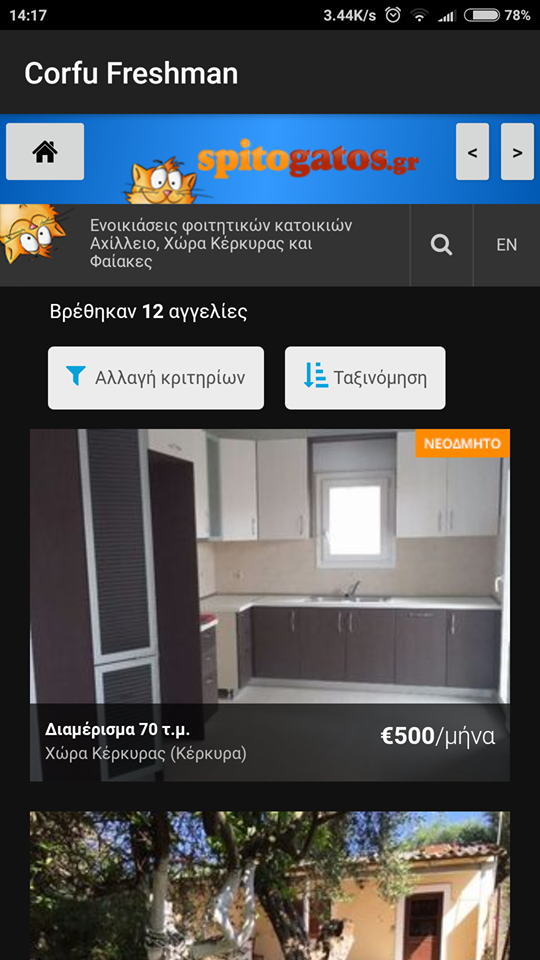 14:17 3.44K/s 78%
Corfu Freshman
spitogatos.gr
< >
Ενοικιάσεις φοιτητικών κατοικιών
Αχίλλειο, Χώρα Κέρκυρας και
Φαίακες
EN
Βρέθηκαν 12 αγγελίες
Αλλαγή κριτηρίων
Ταξινόμηση
ΝΕΟΔΜΗΤΟ
Διαμέρισμα 70 τ.μ.
Χώρα Κέρκυρας (Κέρκυρα)
€500/μήνα